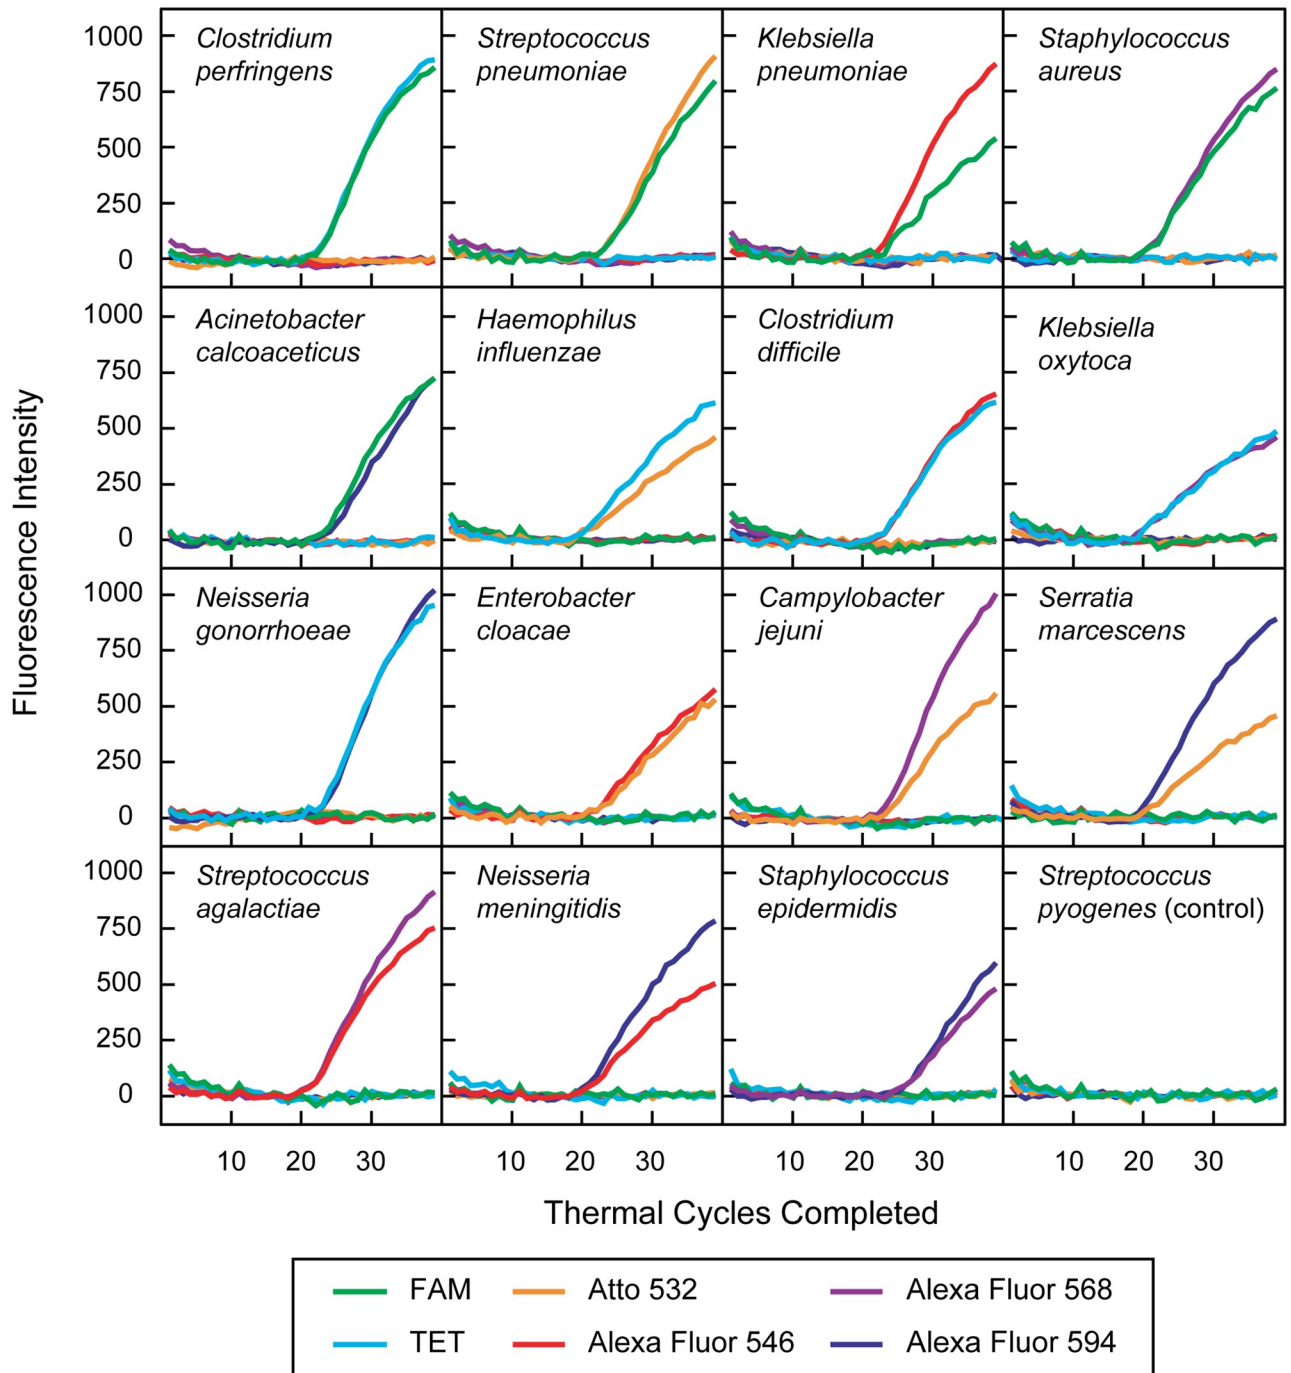 Fluorescence Intensity
1000
750
500
250
0
Clostridium
perfringens
Streptococcus
pneumoniae
Klebsiella
pneumoniae
Staphylococcus
aureus
1000
750
500
250
0
Acinetobacter
calcoaceticus
Haemophilus
influenzae
Clostridium
difficile
Klebsiella
oxytoca
1000
750
500
250
0
Neisseria
gonorrhoeae
Enterobacter
cloacae
Campylobacter
jejuni
Serratia
marcescens
1000
750
500
250
0
Streptococcus
agalactiae
Neisseria
meningitidis
Staphylococcus
epidermidis
Streptococcus
pyogenes (control)
10 20 30 10 20 30 10 20 30 10 20 30
Thermal Cycles Completed
FAM Atto 532 Alexa Fluor 568
TET Alexa Fluor 546 Alexa Fluor 594